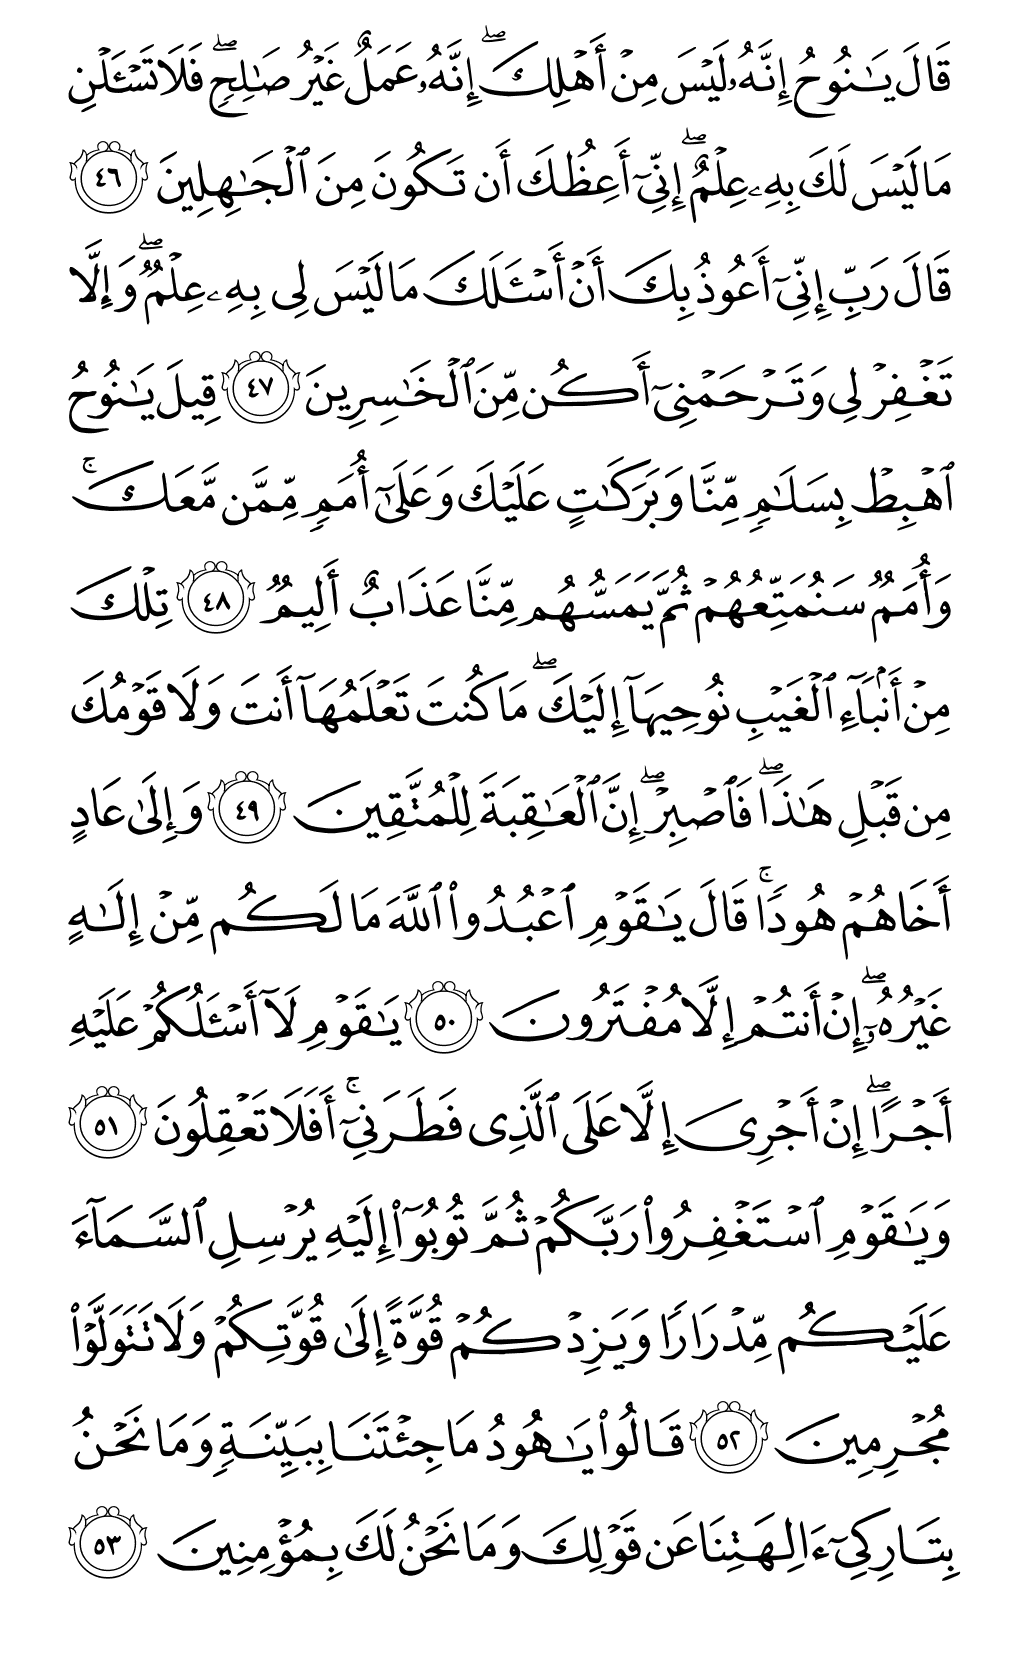 قَالَ يَـٰنُوحُ إِنَّهُۥ لَيۡسَ مِنۡ أَهۡلِكَۖ إِنَّهُۥ عَمَلٌ غَيۡرُ صَـٰلِحٖۖ فَلَا تَسۡـَٔلۡنِ
مَا لَيۡسَ لَكَ بِهِۦ عِلۡمٌۖ إِنِّيٓ أَعِظُكَ أَن تَكُونَ مِنَ ٱلۡجَـٰهِلِينَ ٤٦
قَالَ رَبِّ إِنِّيٓ أَعُوذُ بِكَ أَنۡ أَسۡـَٔلَكَ مَا لَيۡسَ لِي بِهِۦ عِلۡمٞۖ وَإِلَّا
تَغۡفِرۡ لِي وَتَرۡحَمۡنِيٓ أَكُن مِّنَ ٱلۡخَـٰسِرِينَ ٤٧ قِيلَ يَـٰنُوحُ
ٱهۡبِطۡ بِسَلَـٰمٖ مِّنَّا وَبَرَكَـٰتٍ عَلَيۡكَ وَعَلَىٰٓ أُمَمٖ مِّمَّن مَّعَكَۚ
وَأُمَمٞ سَنُمَتِّعُهُمۡ ثُمَّ يَمَسُّهُم مِّنَّا عَذَابٌ أَلِيمٞ ٤٨ تِلۡكَ
مِنۡ أَنۢبَآءِ ٱلۡغَيۡبِ نُوحِيهَآ إِلَيۡكَۖ مَا كُنتَ تَعۡلَمُهَآ أَنتَ وَلَا قَوۡمُكَ
مِن قَبۡلِ هَـٰذَاۖ فَٱصۡبِرۡۖ إِنَّ ٱلۡعَـٰقِبَةَ لِلۡمُتَّقِينَ ٤٩ وَإِلَىٰ عَادٍ
أَخَاهُمۡ هُودٗاۚ قَالَ يَـٰقَوۡمِ ٱعۡبُدُواْ ٱللَّهَ مَا لَكُم مِّنۡ إِلَـٰهٍ
غَيۡرُهُۥٓۖ إِنۡ أَنتُمۡ إِلَّا مُفۡتَرُونَ ٥٠ يَـٰقَوۡمِ لَآ أَسۡـَٔلُكُمۡ عَلَيۡهِ
أَجۡرًاۖ إِنۡ أَجۡرِيَ إِلَّا عَلَى ٱلَّذِي فَطَرَنِيٓۚ أَفَلَا تَعۡقِلُونَ ٥١
وَيَـٰقَوۡمِ ٱسۡتَغۡفِرُواْ رَبَّكُمۡ ثُمَّ تُوبُوٓاْ إِلَيۡهِ يُرۡسِلِ ٱلسَّمَآءَ
عَلَيۡكُم مِّدۡرَارٗا وَيَزِدۡكُمۡ قُوَّةً إِلَىٰ قُوَّتِكُمۡ وَلَا تَتَوَلَّوۡاْ
مُجۡرِمِينَ ٥٢ قَالُواْ يَـٰهُودُ مَا جِئۡتَنَا بِبَيِّنَةٖ وَمَا نَحۡنُ
بِتَارِكِيٓ ءَالِهَتِنَا عَن قَوۡلِكَ وَمَا نَحۡنُ لَكَ بِمُؤۡمِنِينَ ٥٣